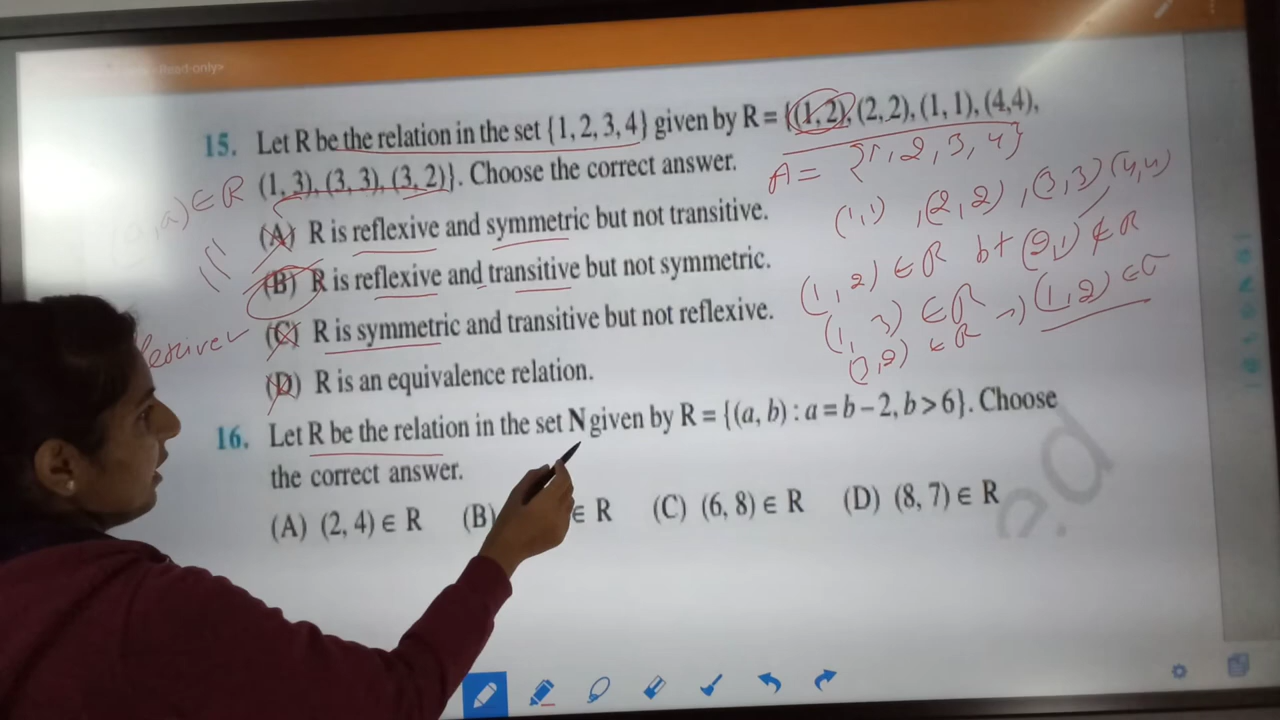 Read-only>
15. Let R be the relation in the set {1, 2, 3, 4} given by R = {(1, 2), (2, 2), (1, 1), (4,4),
(1, 3), (3, 3), (3, 2)}. Choose the correct answer.
A = {1, 2, 3, 4}
(a, a) ∈ R
(A) R is reflexive and symmetric but not transitive.
(1, 1), (2, 2), (3, 3) (4, 4)
(B) R is reflexive and transitive but not symmetric.
(1, 2) ∈ R but (2, 1) ∉ R
(C) R is symmetric and transitive but not reflexive.
(1, 3) ∈ R → (1, 2) ∈ r
(3, 2) ∈ R
(D) R is an equivalence relation.
16. Let R be the relation in the set N given by R = {(a, b) : a = b – 2, b > 6}. Choose
the correct answer.
(A) (2, 4) ∈ R (B) ∈ R (C) (6, 8) ∈ R (D) (8, 7) ∈ R